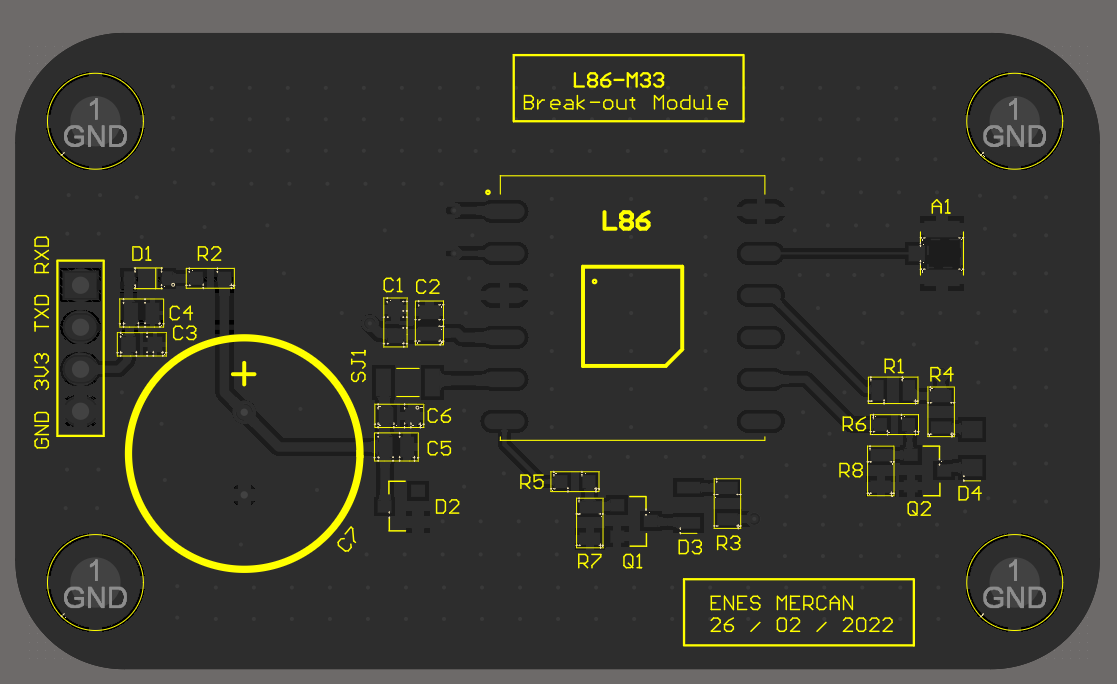 L86-M33
Break-out Module
1
GND
1
GND
L86
A1
RXD
TXD
3V3
GND
D1
R2
C4
C3
C1
C2
SJ1
C6
C5
D2
C7
R1
R4
R6
R8
Q2
D4
R5
R7
Q1
D3
R3
1
GND
1
GND
ENES MERCAN
26 / 02 / 2022